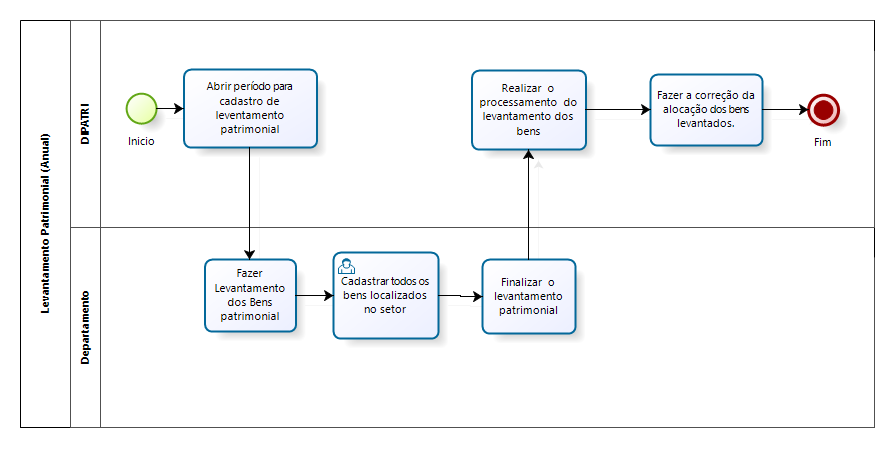 Levantamento Patrimonial (Anual)
DIPATRI
Inicio
Abrir período para
cadastro de
leventamento
patrimonial
Realizar o
processamento do
levantamento dos
bens
Fazer a correção da
alocação dos bens
levantados.
Fim
Departamento
Fazer
Levantamento
dos Bens
patrimonial
Cadastrar todos os
bens localizados
no setor
Finalizar o
levantamento
patrimonial